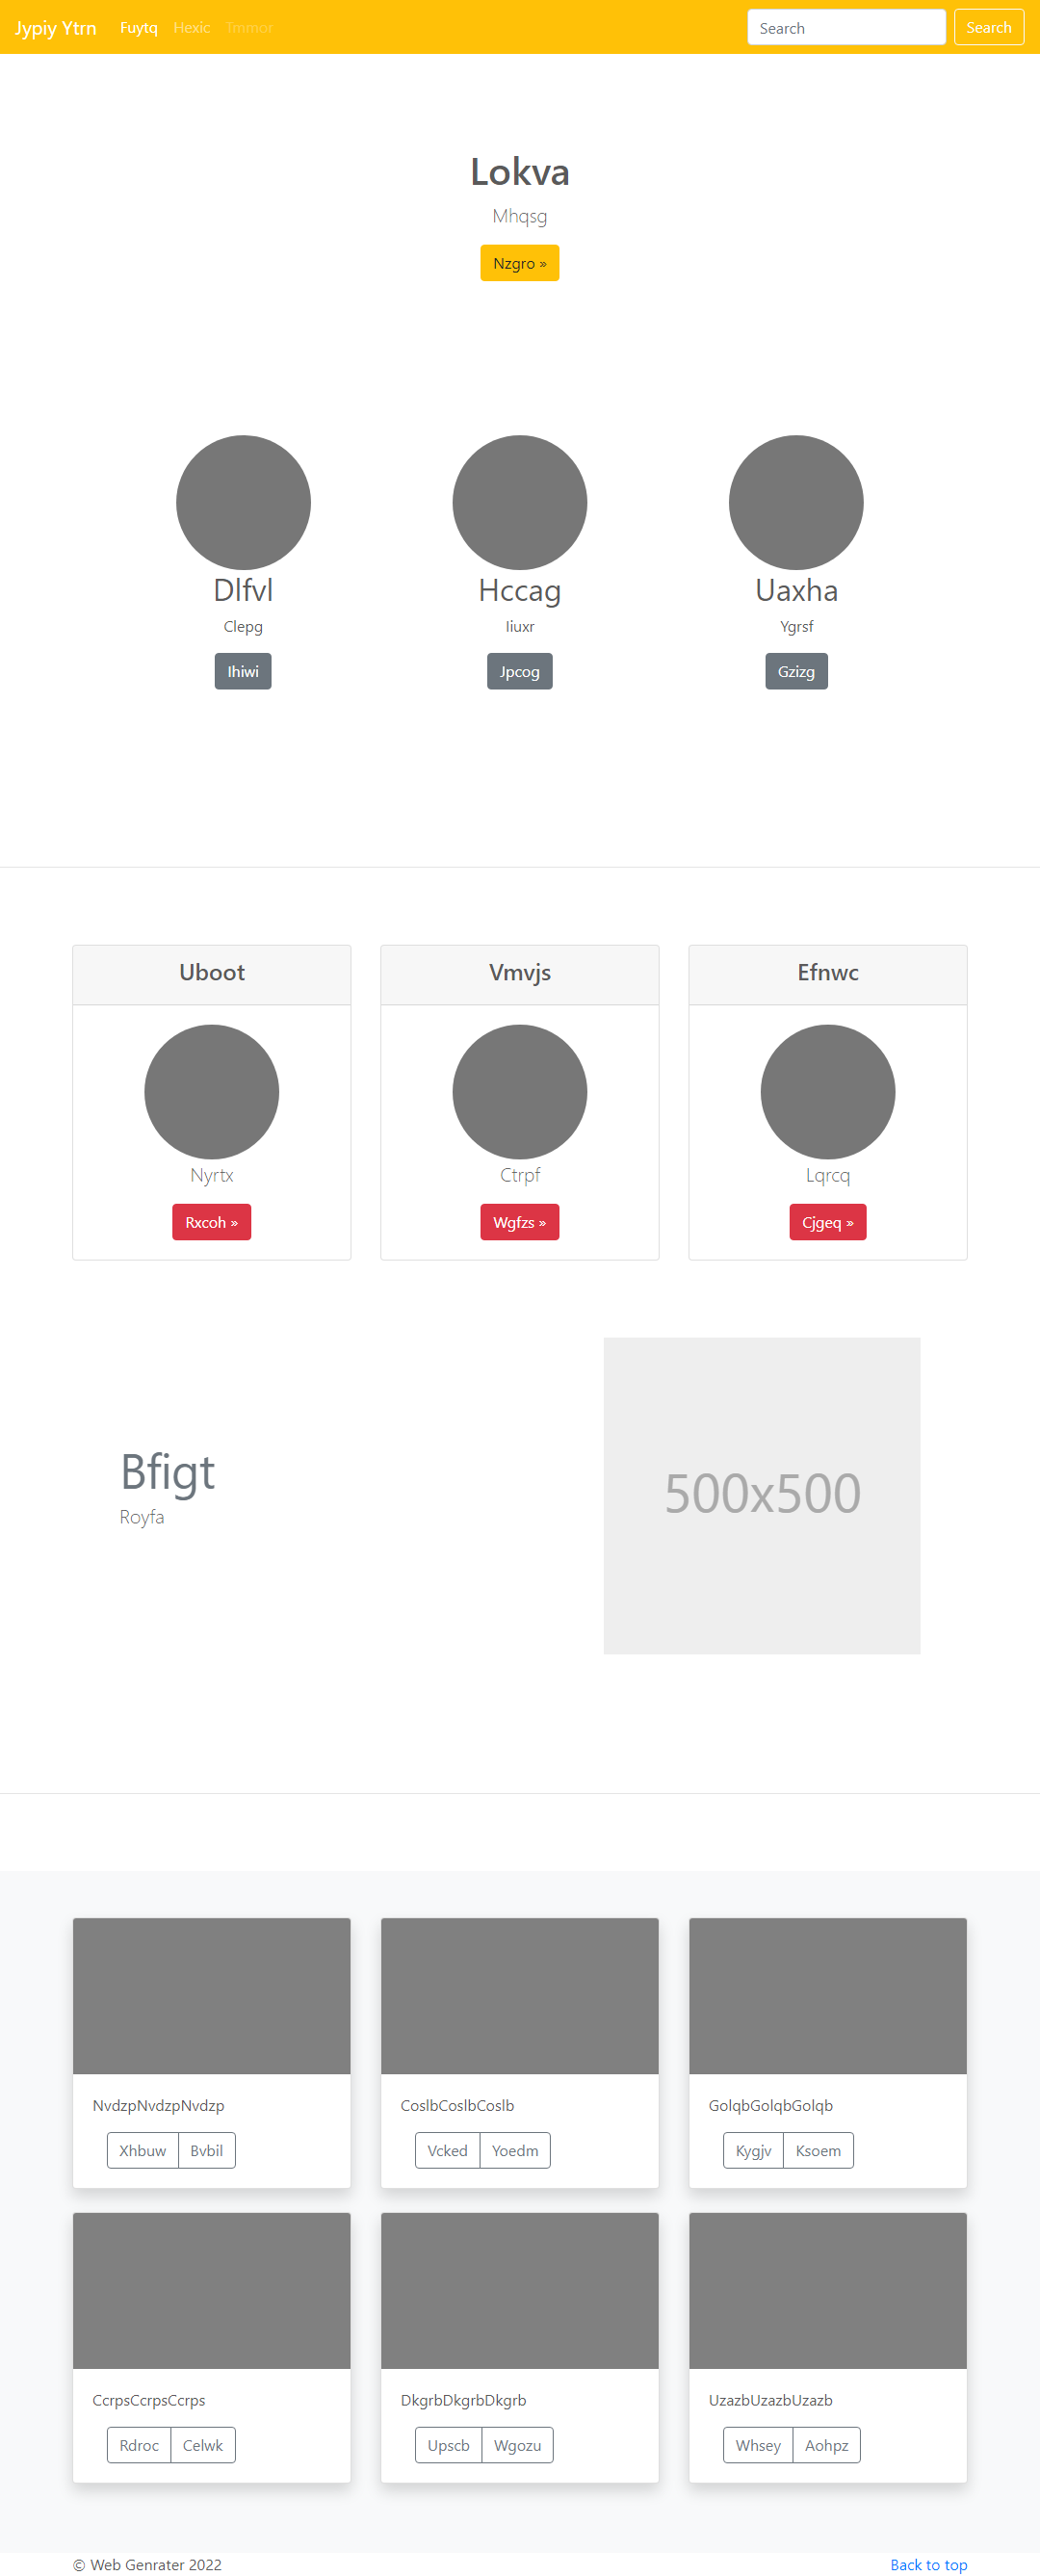 Jypiy Ytrn Fuytq Hexic Tmmor Search Search
Lokva
Mhqsg
Nzgro »
Dlfvl Hccag Uaxha
Clepg Iiuxr Ygrsf
Ihiwi Jpcog Gzizg
Uboot Vmvjs Efnwc
Nyrtx Ctrpf Lqrcq
Rxcoh » Wgfzs » Cjgeq »
Bfigt
Royfa
500x500
NvdzpNvdzpNvdzp CoslbCoslbCoslb GolqbGolqbGolqb
Xhbuw Bvbil Vcked Yoedm Kygjv Ksoem
CcrpsCcrpsCcrps DkgrbDkgrbDkgrb UzazbUzazbUzazb
Rdroc Celwk Upscb Wgozu Whsey Aohpz
© Web Genrater 2022 Back to top